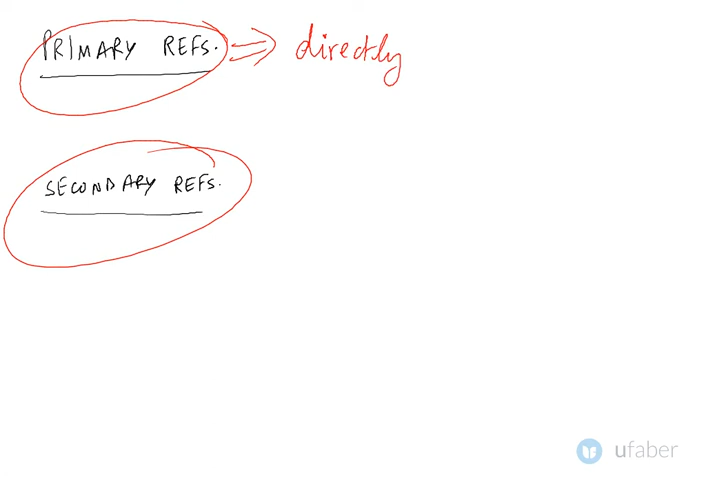 PRIMARY REFS. ⇒ directly
SECONDARY REFS.
ufaber